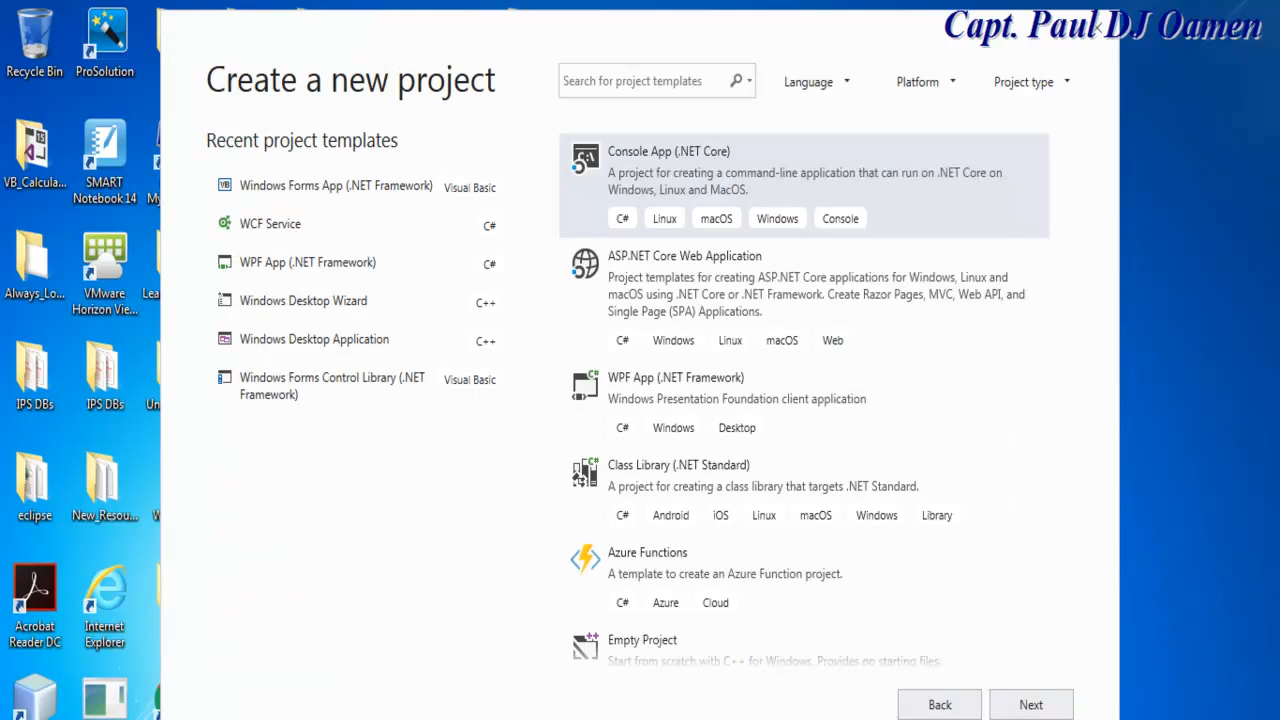 Capt. Paul DJ Oamen
Recycle Bin
ProSolution
VB_Calcula...
SMART
Notebook 14
Always_Lo...
VMware
Horizon Vie...
IPS DBs
IPS DBs
eclipse
New_Resou...
Acrobat
Reader DC
Internet
Explorer
Create a new project
Recent project templates
Windows Forms App (.NET Framework) Visual Basic
WCF Service C#
WPF App (.NET Framework) C#
Windows Desktop Wizard C++
Windows Desktop Application C++
Windows Forms Control Library (.NET Visual Basic
Framework)
Search for project templates Language Platform Project type
Console App (.NET Core)
A project for creating a command-line application that can run on .NET Core on
Windows, Linux and MacOS.
C# Linux macOS Windows Console
ASP.NET Core Web Application
Project templates for creating ASP.NET Core applications for Windows, Linux and
macOS using .NET Core or .NET Framework. Create Razor Pages, MVC, Web API, and
Single Page (SPA) Applications.
C# Windows Linux macOS Web
WPF App (.NET Framework)
Windows Presentation Foundation client application
C# Windows Desktop
Class Library (.NET Standard)
A project for creating a class library that targets .NET Standard.
C# Android iOS Linux macOS Windows Library
Azure Functions
A template to create an Azure Function project.
C# Azure Cloud
Empty Project
Start from scratch with C++ for Windows. Provides no starting files.
Back Next